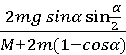 2mg sinα sin α/2
M+2m(1−cosα)